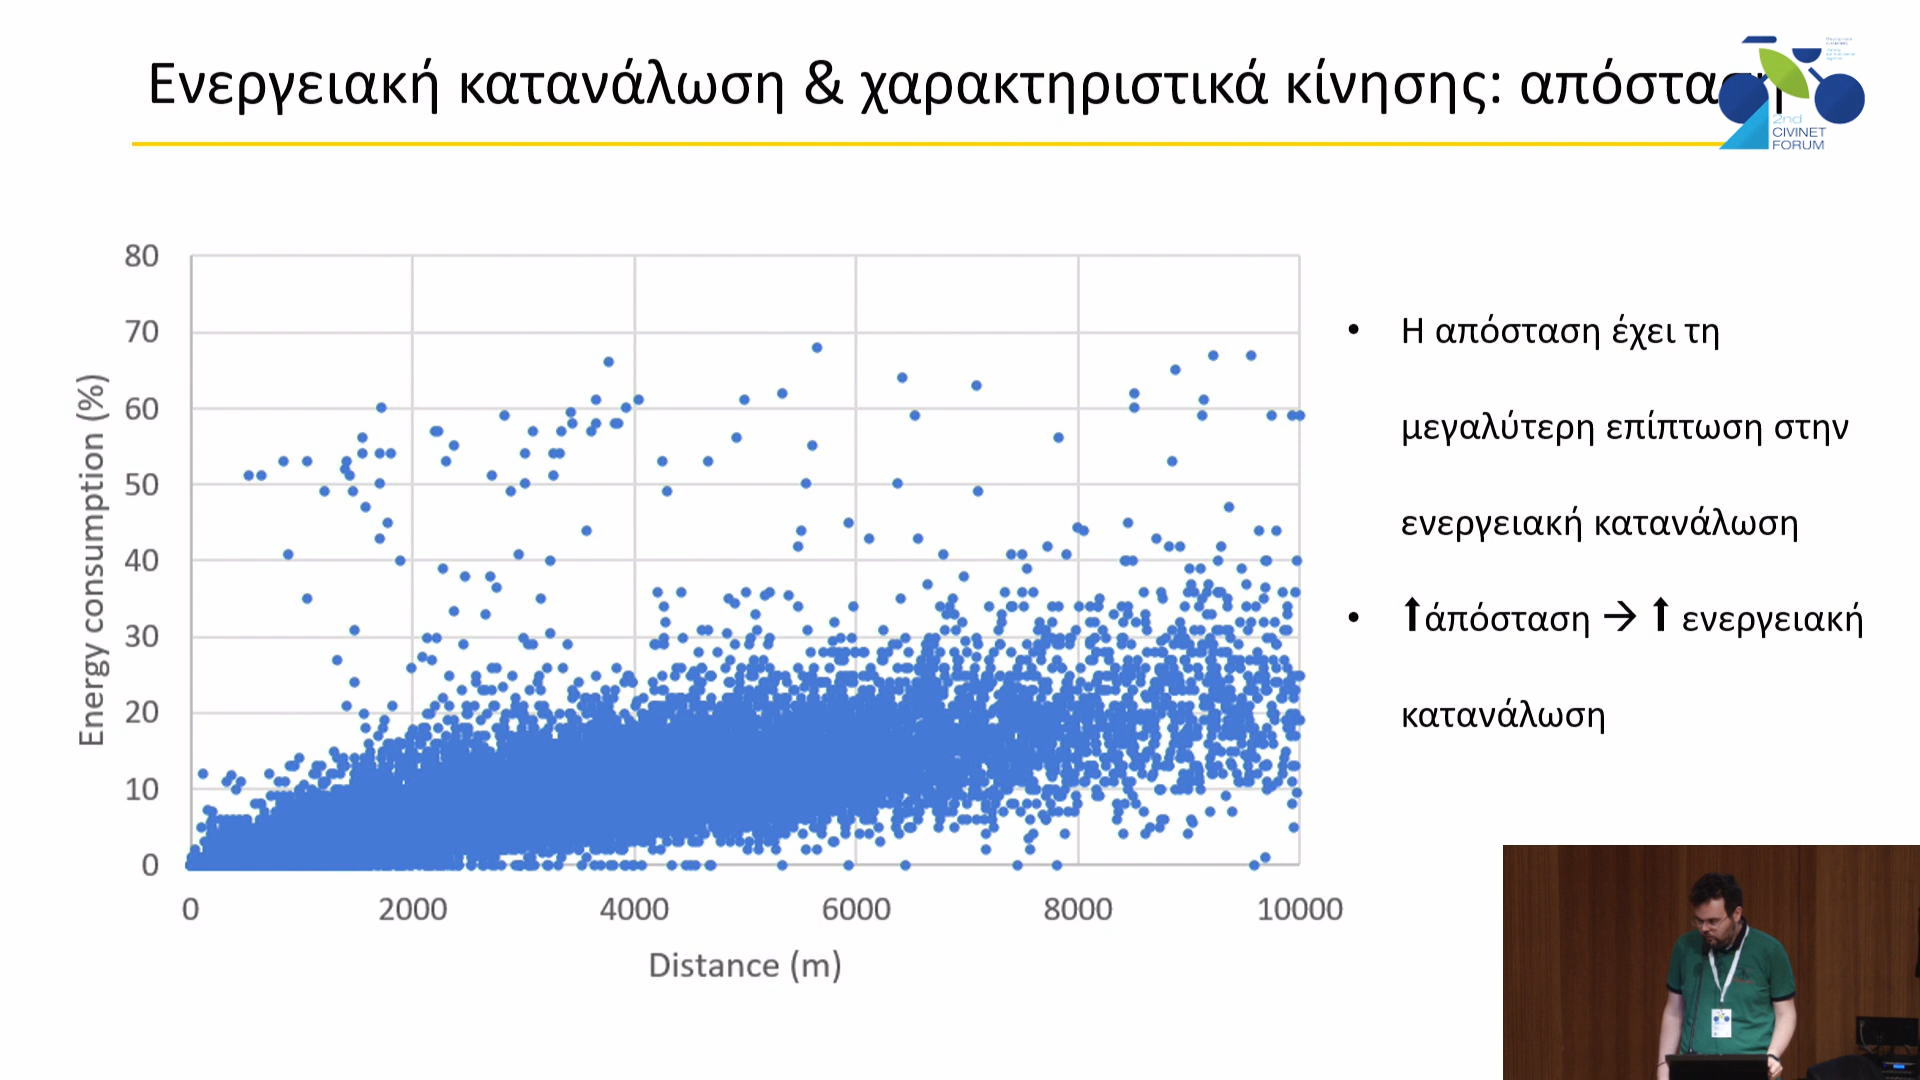 Ενεργειακή κατανάλωση & χαρακτηριστικά κίνησης: απόσταση
2nd
CIVINET
FORUM
80
70
60
50
40
30
20
10
0
Energy consumption (%)
0 2000 4000 6000 8000 10000
Distance (m)
• Η απόσταση έχει τη
μεγαλύτερη επίπτωση στην
ενεργειακή κατανάλωση
• ⬆άπόσταση → ⬆ ενεργειακή
κατανάλωση